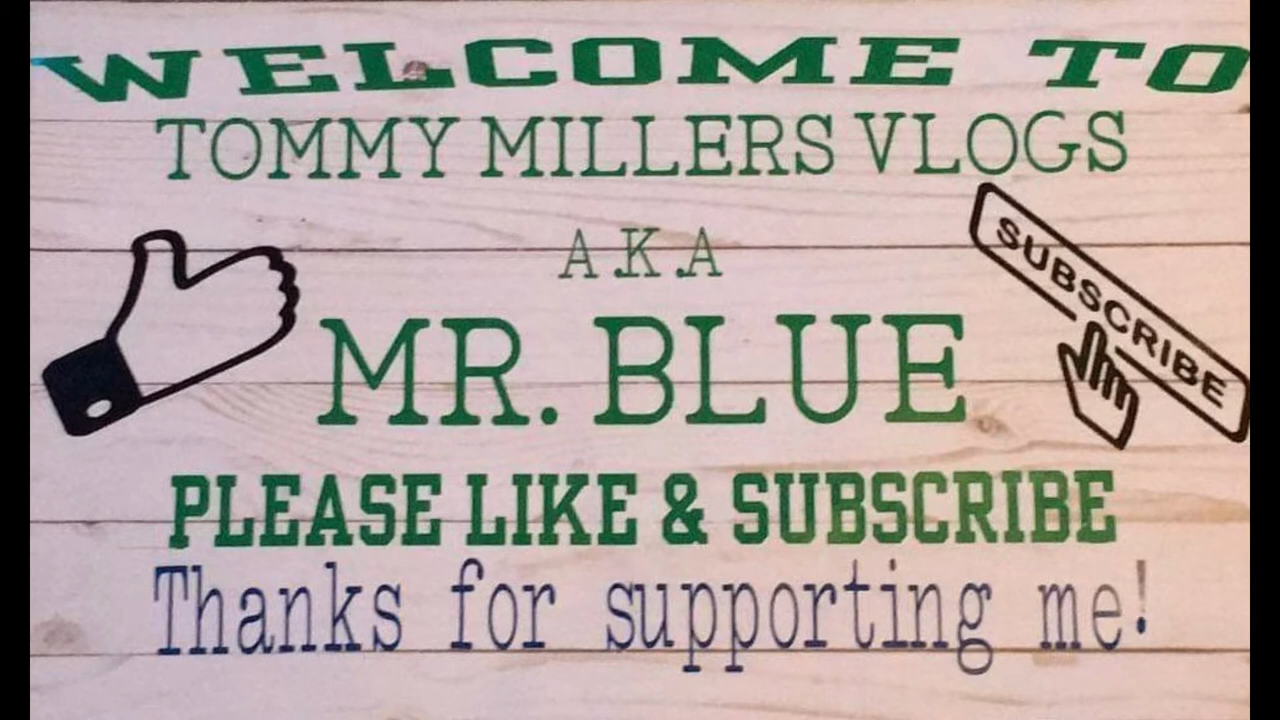 WELCOME TO
TOMMY MILLERS VLOGS
A.K.A
MR. BLUE
SUBSCRIBE
PLEASE LIKE & SUBSCRIBE
Thanks for supporting me!